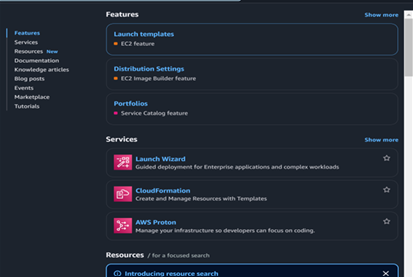 Features
Services
Resources New
Documentation
Knowledge articles
Blog posts
Events
Marketplace
Tutorials
Features
Show more
Launch templates
EC2 feature
Distribution Settings
EC2 Image Builder feature
Portfolios
Service Catalog feature
Services
Show more
Launch Wizard
Guided deployment for Enterprise applications and complex workloads
CloudFormation
Create and Manage Resources with Templates
AWS Proton
Manage your infrastructure so developers can focus on coding.
Resources / for a focused search
Introducing resource search